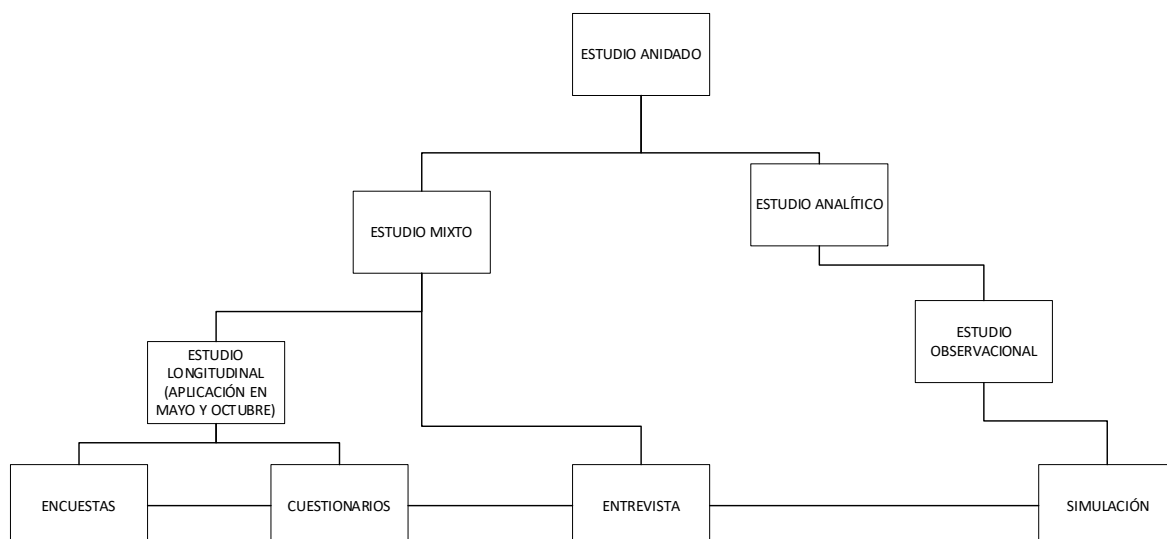 ESTUDIO ANIDADO
ESTUDIO ANALÍTICO
ESTUDIO MIXTO
ESTUDIO
OBSERVACIONAL
ESTUDIO
LONGITUDINAL
(APLICACIÓN EN
MAYO Y OCTUBRE)
ENCUESTAS
CUESTIONARIOS
ENTREVISTA
SIMULACIÓN